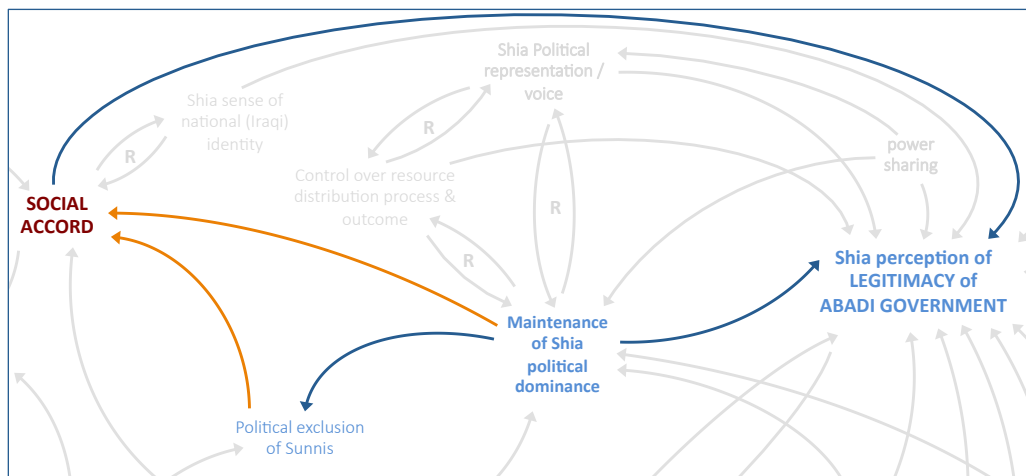 Shia Political
representation /
voice
Shia sense of
national (Iraqi)
identity
R
R
power
sharing
Control over resource
distribution process &
outcome
SOCIAL
ACCORD
R
R
Shia perception of
LEGITIMACY of
ABADI GOVERNMENT
Maintenance
of Shia
political
dominance
Political exclusion
of Sunnis